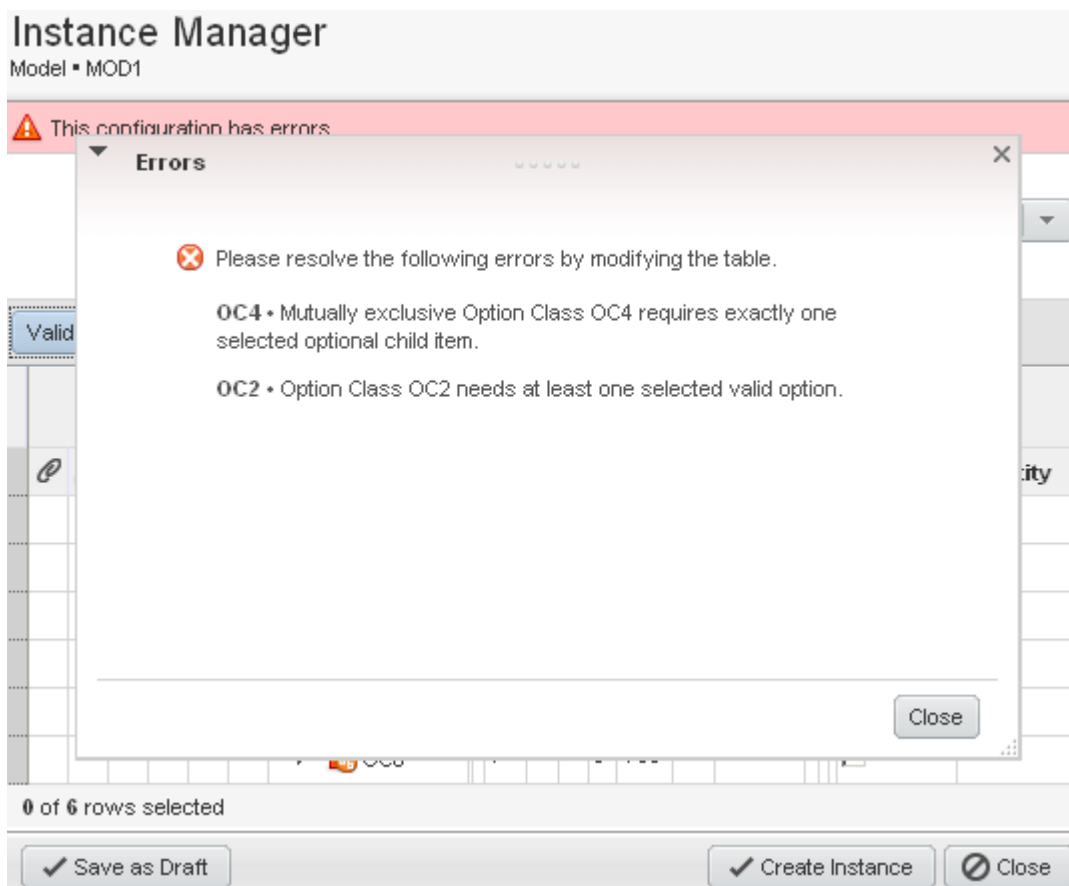 Instance Manager
Model ▪ MOD1
This configuration has errors
Errors
Please resolve the following errors by modifying the table.
OC4 • Mutually exclusive Option Class OC4 requires exactly one
selected optional child item.
Valid
OC2 • Option Class OC2 needs at least one selected valid option.
ity
Close
0 of 6 rows selected
Save as Draft
Create Instance
Close